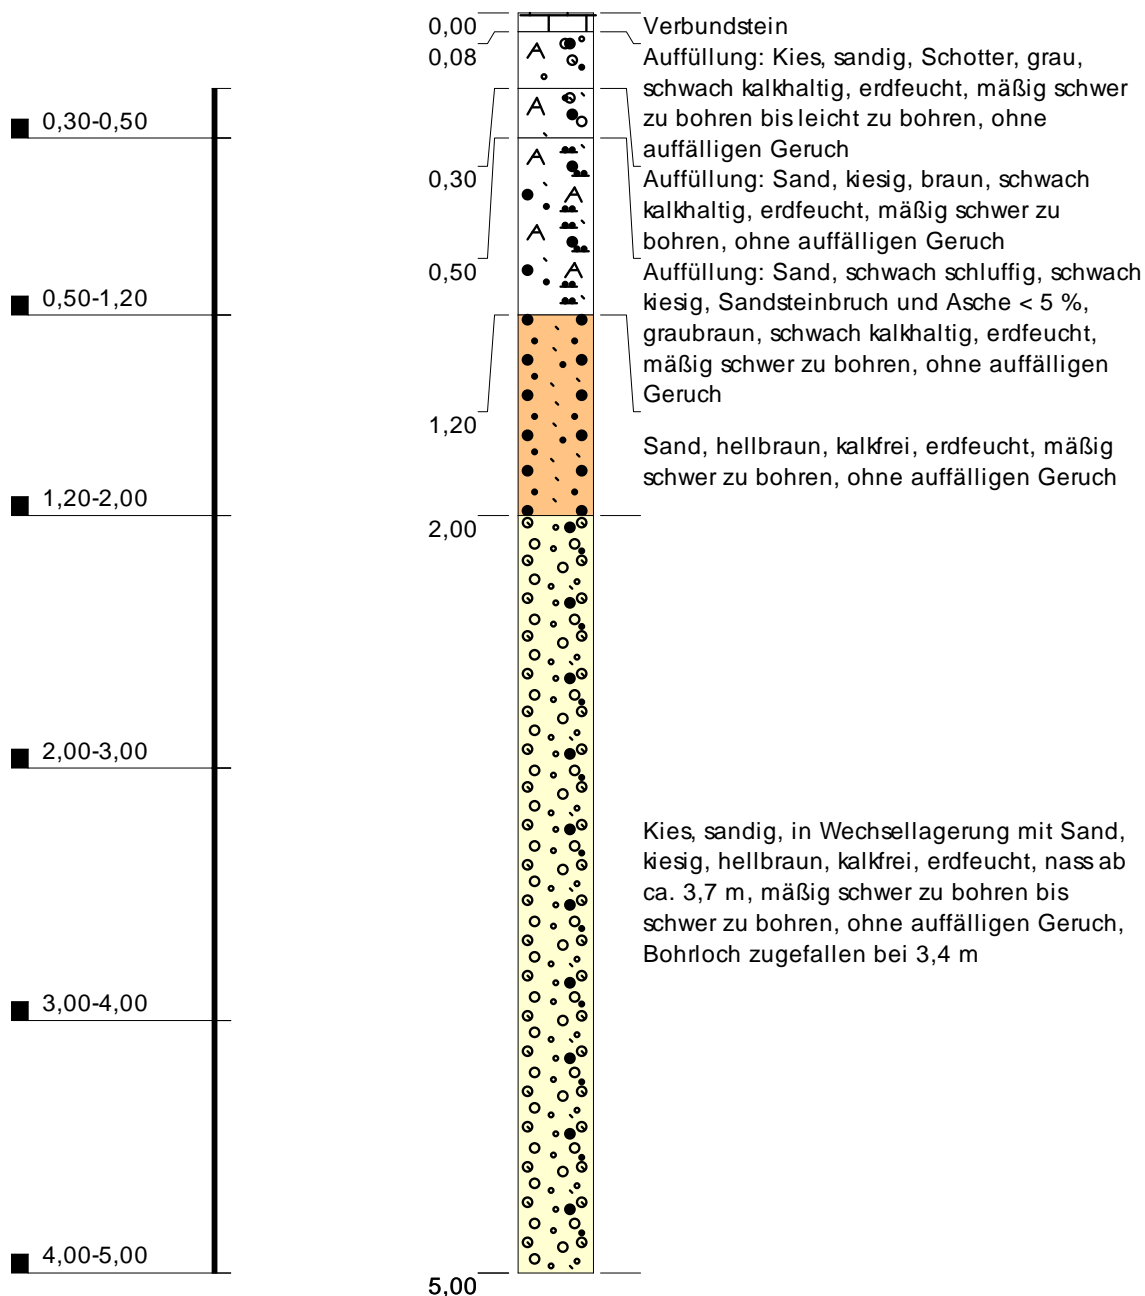 0,00
Verbundstein
0,08
Auffüllung: Kies, sandig, Schotter, grau,
schwach kalkhaltig, erdfeucht, mäßig schwer
zu bohren bis leicht zu bohren, ohne
auffälligen Geruch
0,30-0,50
0,30
Auffüllung: Sand, kiesig, braun, schwach
kalkhaltig, erdfeucht, mäßig schwer zu
bohren, ohne auffälligen Geruch
0,50
Auffüllung: Sand, schwach schluffig, schwach
kiesig, Sandsteinbruch und Asche < 5 %,
graubraun, schwach kalkhaltig, erdfeucht,
mäßig schwer zu bohren, ohne auffälligen
Geruch
0,50-1,20
1,20
Sand, hellbraun, kalkfrei, erdfeucht, mäßig
schwer zu bohren, ohne auffälligen Geruch
1,20-2,00
2,00
2,00-3,00
Kies, sandig, in Wechsellagerung mit Sand,
kiesig, hellbraun, kalkfrei, erdfeucht, nass ab
ca. 3,7 m, mäßig schwer zu bohren bis
schwer zu bohren, ohne auffälligen Geruch,
Bohrloch zugefallen bei 3,4 m
3,00-4,00
4,00-5,00
5,00